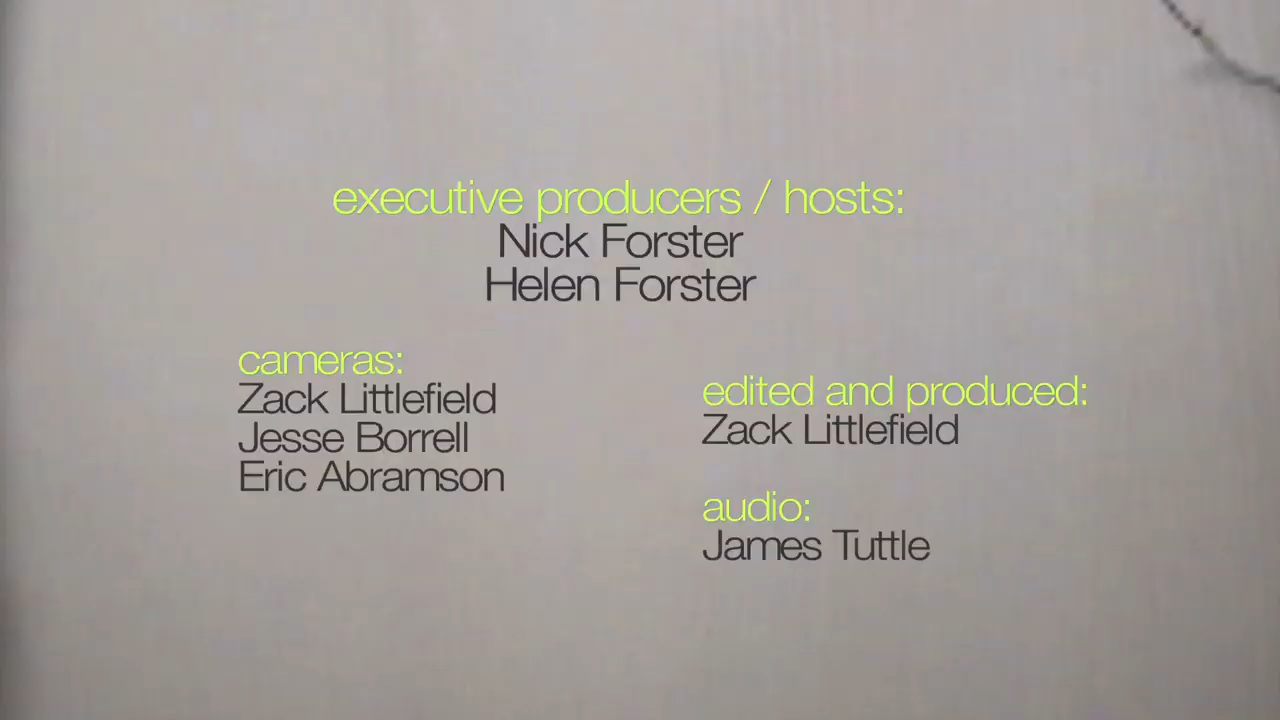 executive producers / hosts:
Nick Forster
Helen Forster
cameras:
Zack Littlefield
Jesse Borrell
Eric Abramson
edited and produced:
Zack Littlefield
audio:
James Tuttle